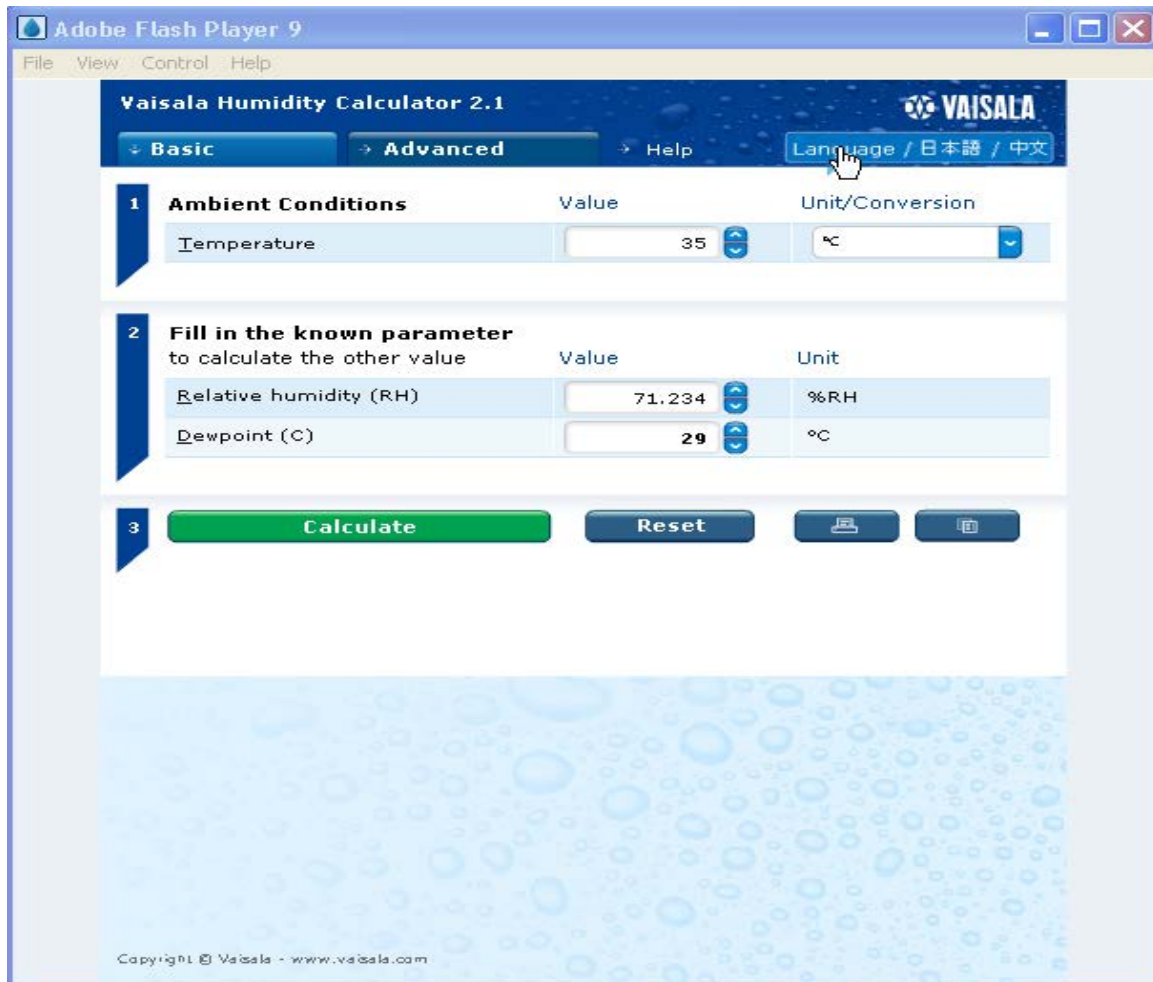 Adobe Flash Player 9
File View Control Help
Vaisala Humidity Calculator 2.1
VAISALA
Basic Advanced Help Language / 日本語 / 中文
1 Ambient Conditions Value Unit/Conversion
Temperature 35 °C
2 Fill in the known parameter
to calculate the other value Value Unit
Relative humidity (RH) 71.234 %RH
Dewpoint (C) 29 °C
3 Calculate Reset
Copyright © Vaisala - www.vaisala.com